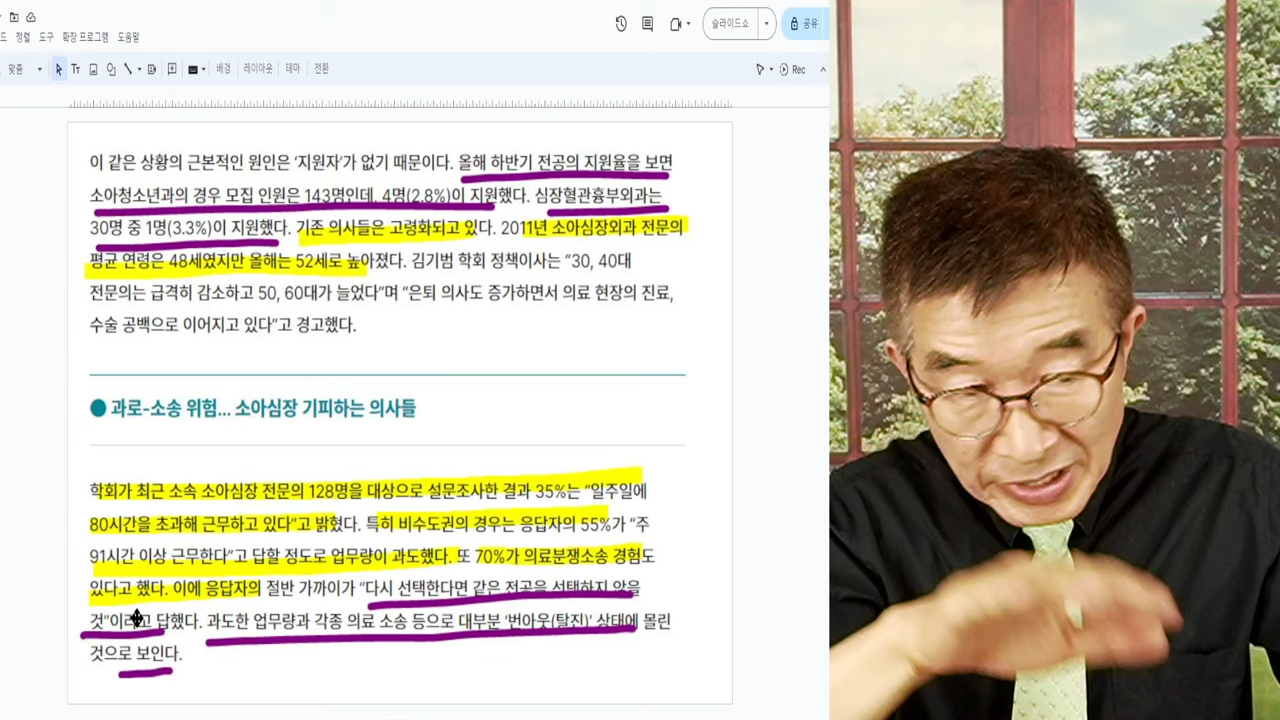 정렬 도구 확장 프로그램 도움말
슬라이드쇼
공유
맞춤
Tт
배경 레이아웃 테마 전환
Rec
이 같은 상황의 근본적인 원인은 ‘지원자’가 없기 때문이다. 올해 하반기 전공의 지원율을 보면
소아청소년과의 경우 모집 인원은 143명인데, 4명(2.8%)이 지원했다. 심장혈관흉부외과는
30명 중 1명(3.3%)이 지원했다. 기존 의사들은 고령화되고 있다. 2011년 소아심장외과 전문의
평균 연령은 48세였지만 올해는 52세로 높아졌다. 김기범 학회 정책이사는 “30, 40대
전문의는 급격히 감소하고 50, 60대가 늘었다”며 “은퇴 의사도 증가하면서 의료 현장의 진료,
수술 공백으로 이어지고 있다”고 경고했다.
● 과로-소송 위험... 소아심장 기피하는 의사들
학회가 최근 소속 소아심장 전문의 128명을 대상으로 설문조사한 결과 35%는 “일주일에
80시간을 초과해 근무하고 있다”고 밝혔다. 특히 비수도권의 경우는 응답자의 55%가 “주
91시간 이상 근무한다”고 답할 정도로 업무량이 과도했다. 또 70%가 의료분쟁소송 경험도
있다고 했다. 이에 응답자의 절반 가까이가 “다시 선택한다면 같은 전공을 선택하지 않을
것”이라고 답했다. 과도한 업무량과 각종 의료 소송 등으로 대부분 ‘번아웃(탈진)’ 상태에 몰린
것으로 보인다.